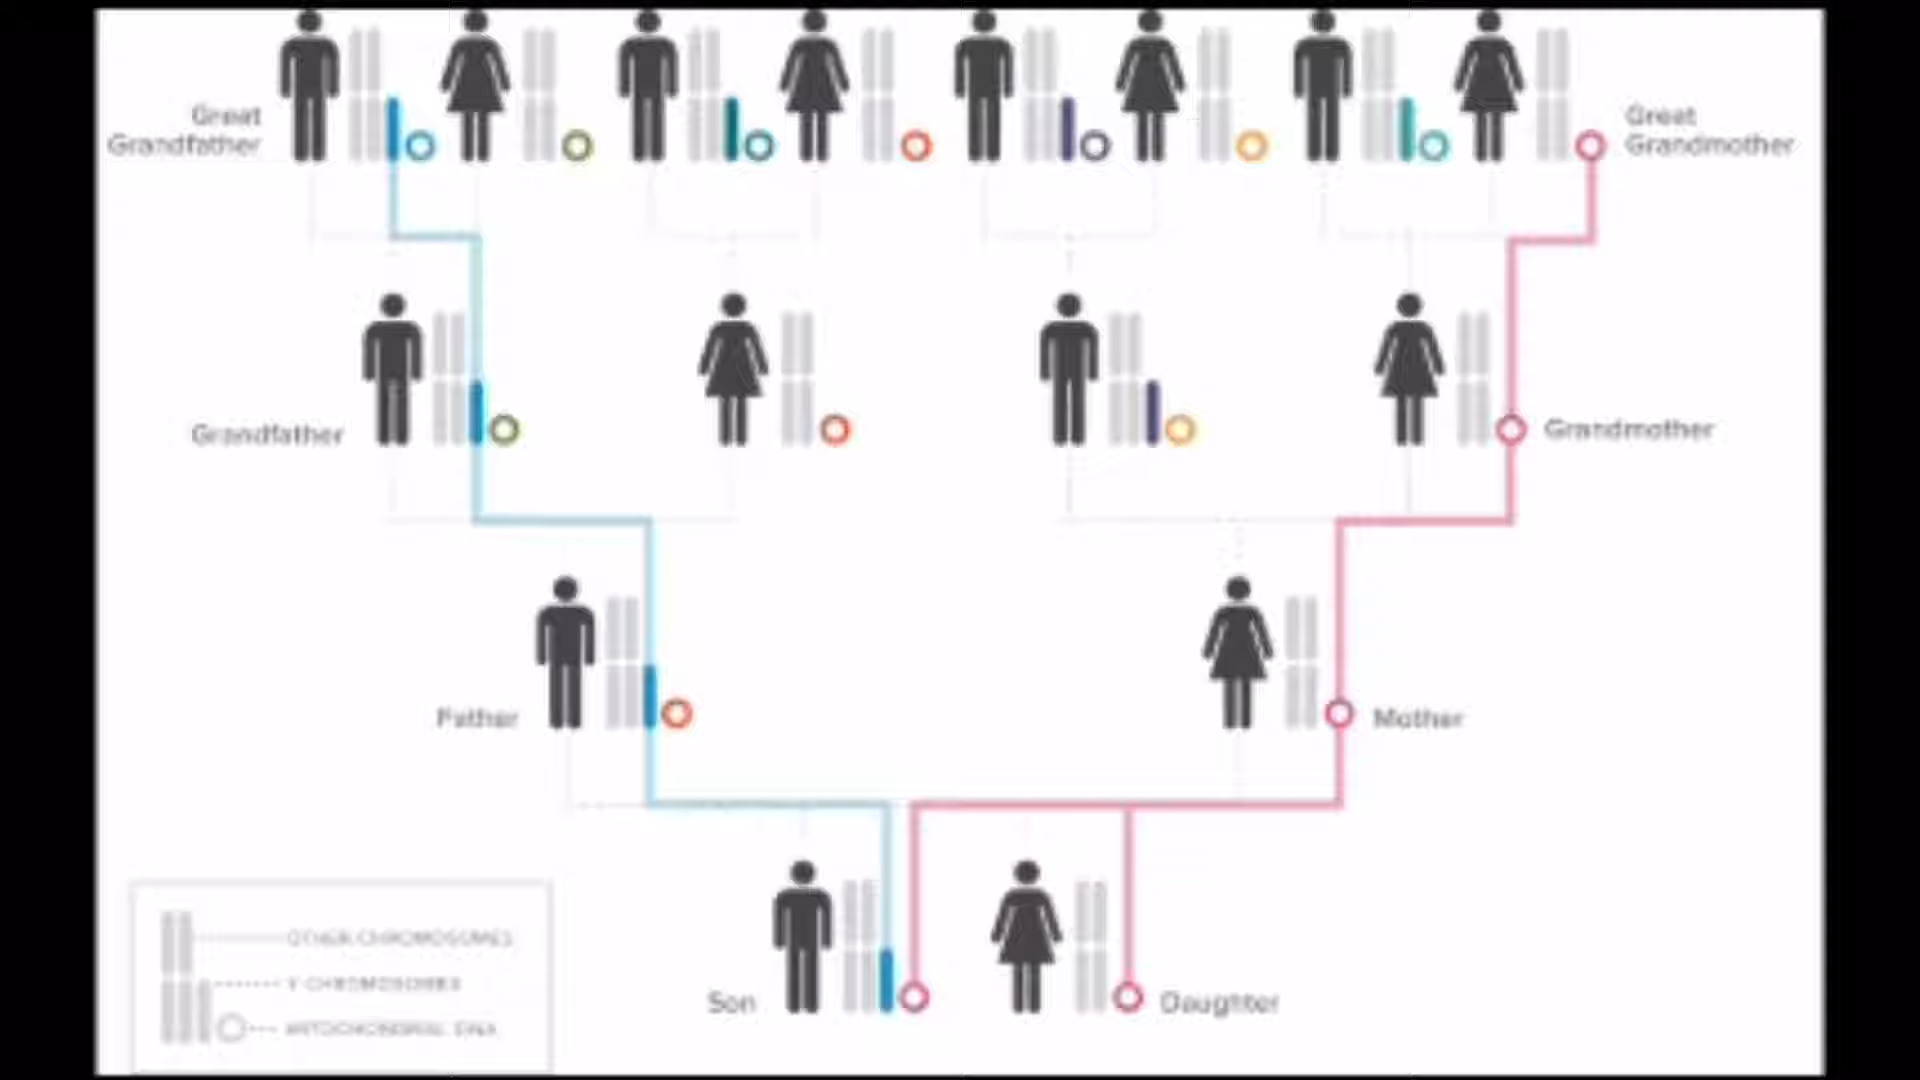 Great
Grandfather
Great
Grandmother
Grandfather
Grandmother
Father
Mother
Son
Daughter
OTHER CHROMOSOMES
Y CHROMOSOMES
MITOCHONDRIAL DNA